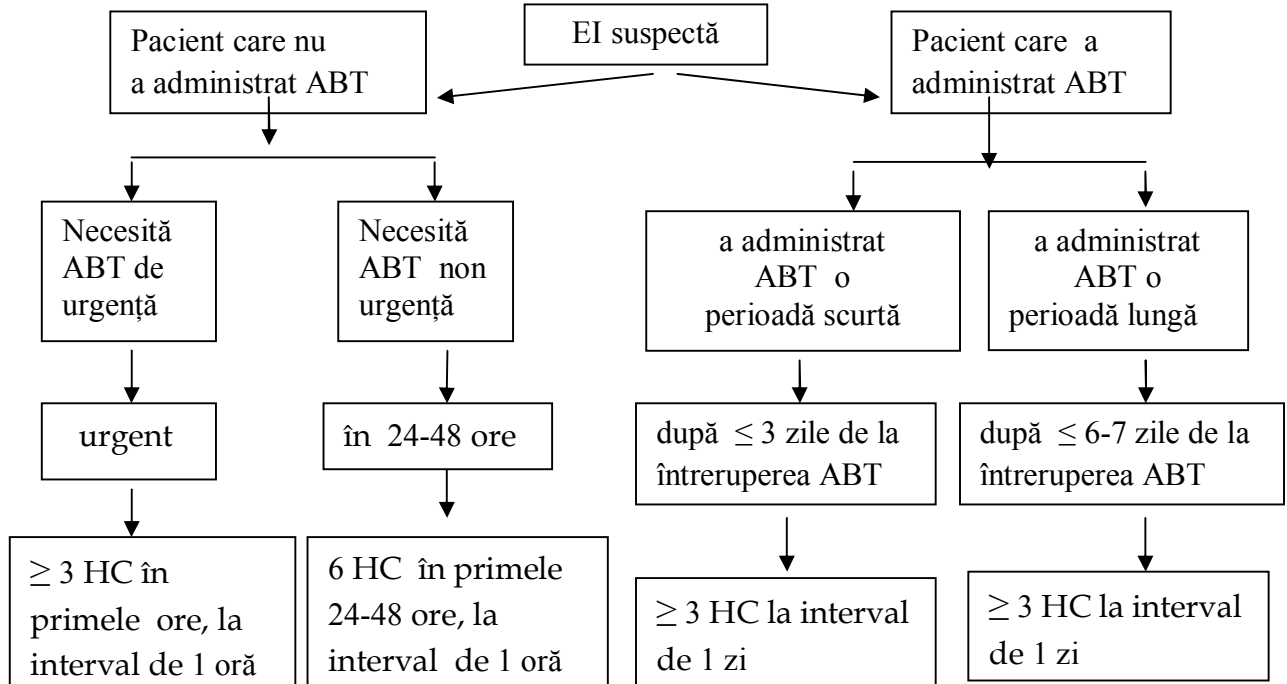 EI suspectă
Pacient care nu
a administrat ABT
Pacient care a
administrat ABT
Necesită
ABT de
urgență
Necesită
ABT non
urgență
a administrat
ABT o
perioadă scurtă
a administrat
ABT o
perioadă lungă
urgent
în 24-48 ore
după ≤ 3 zile de la
întreruperea ABT
după ≤ 6-7 zile de la
întreruperea ABT
≥ 3 HC în
primele ore, la
interval de 1 oră
6 HC în primele
24-48 ore, la
interval de 1 oră
≥ 3 HC la interval
de 1 zi
≥ 3 HC la interval
de 1 zi